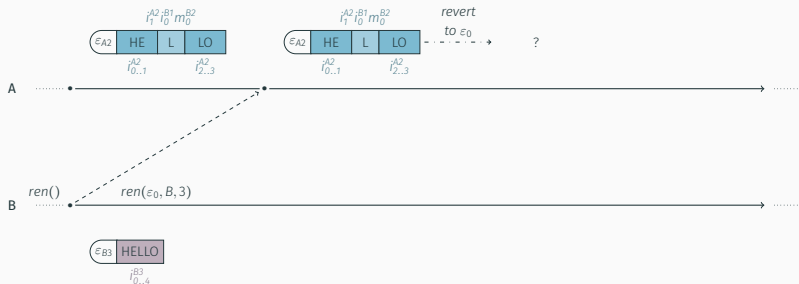 i₁^A2 i₀^B1 m₀^B2 i₁^A2 i₀^B1 m₀^B2 revert
ε_A2 HE L LO ε_A2 HE L LO to ε₀ ?
i₀..₁^A2 i₂..₃^A2 i₀..₁^A2 i₂..₃^A2
A
ren() ren(ε₀, B, 3)
B
ε_B3 HELLO
i₀..₄^B3